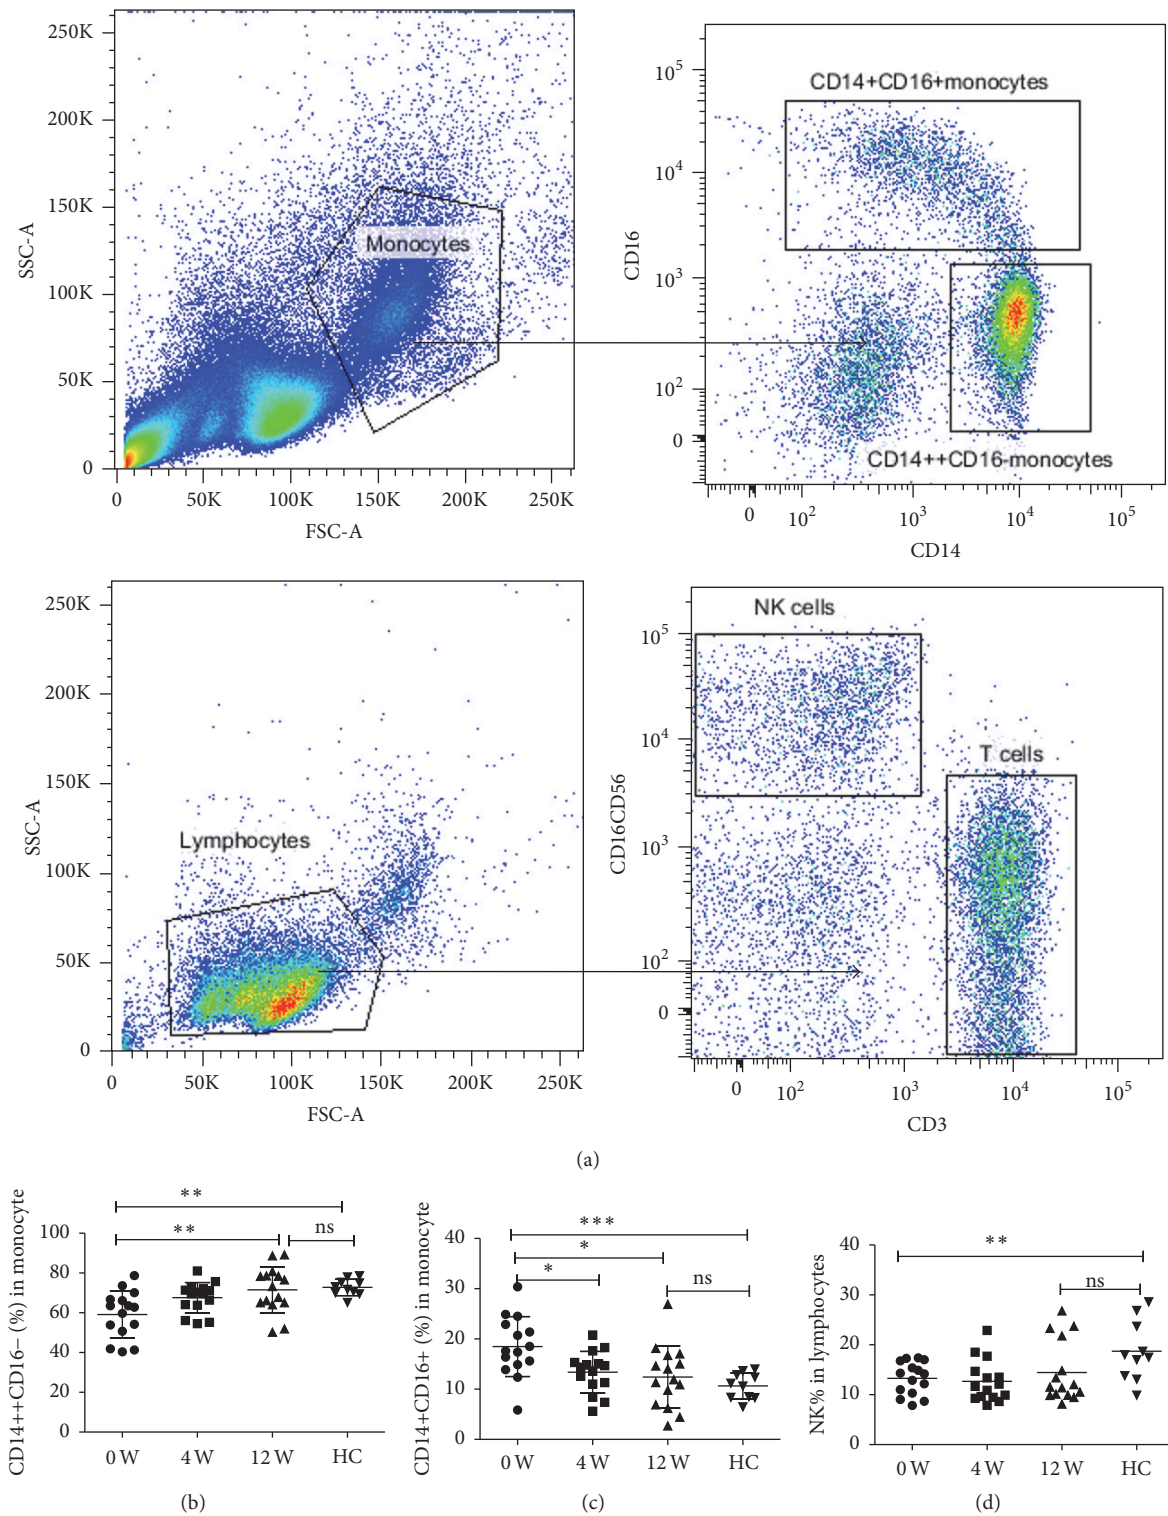 250K
200K
150K
100K
50K
0
SSC-A
Monocytes
0 50K 100K 150K 200K 250K
FSC-A
10^5
10^4
10^3
10^2
0
CD16
CD14+CD16+monocytes
CD14++CD16-monocytes
0 10^2 10^3 10^4 10^5
CD14
250K
200K
150K
100K
50K
0
SSC-A
Lymphocytes
0 50K 100K 150K 200K 250K
FSC-A
10^5
10^4
10^3
10^2
0
CD16CD56
NK cells
T cells
0 10^2 10^3 10^4 10^5
CD3
(a)
CD14++CD16− (%) in monocyte
100
80
60
40
20
0
**
**
ns
0 W 4 W 12 W HC
(b)
CD14+CD16+ (%) in monocyte
40
30
20
10
0
***
*
*
ns
0 W 4 W 12 W HC
(c)
NK% in lymphocytes
40
30
20
10
0
**
ns
0 W 4 W 12 W HC
(d)